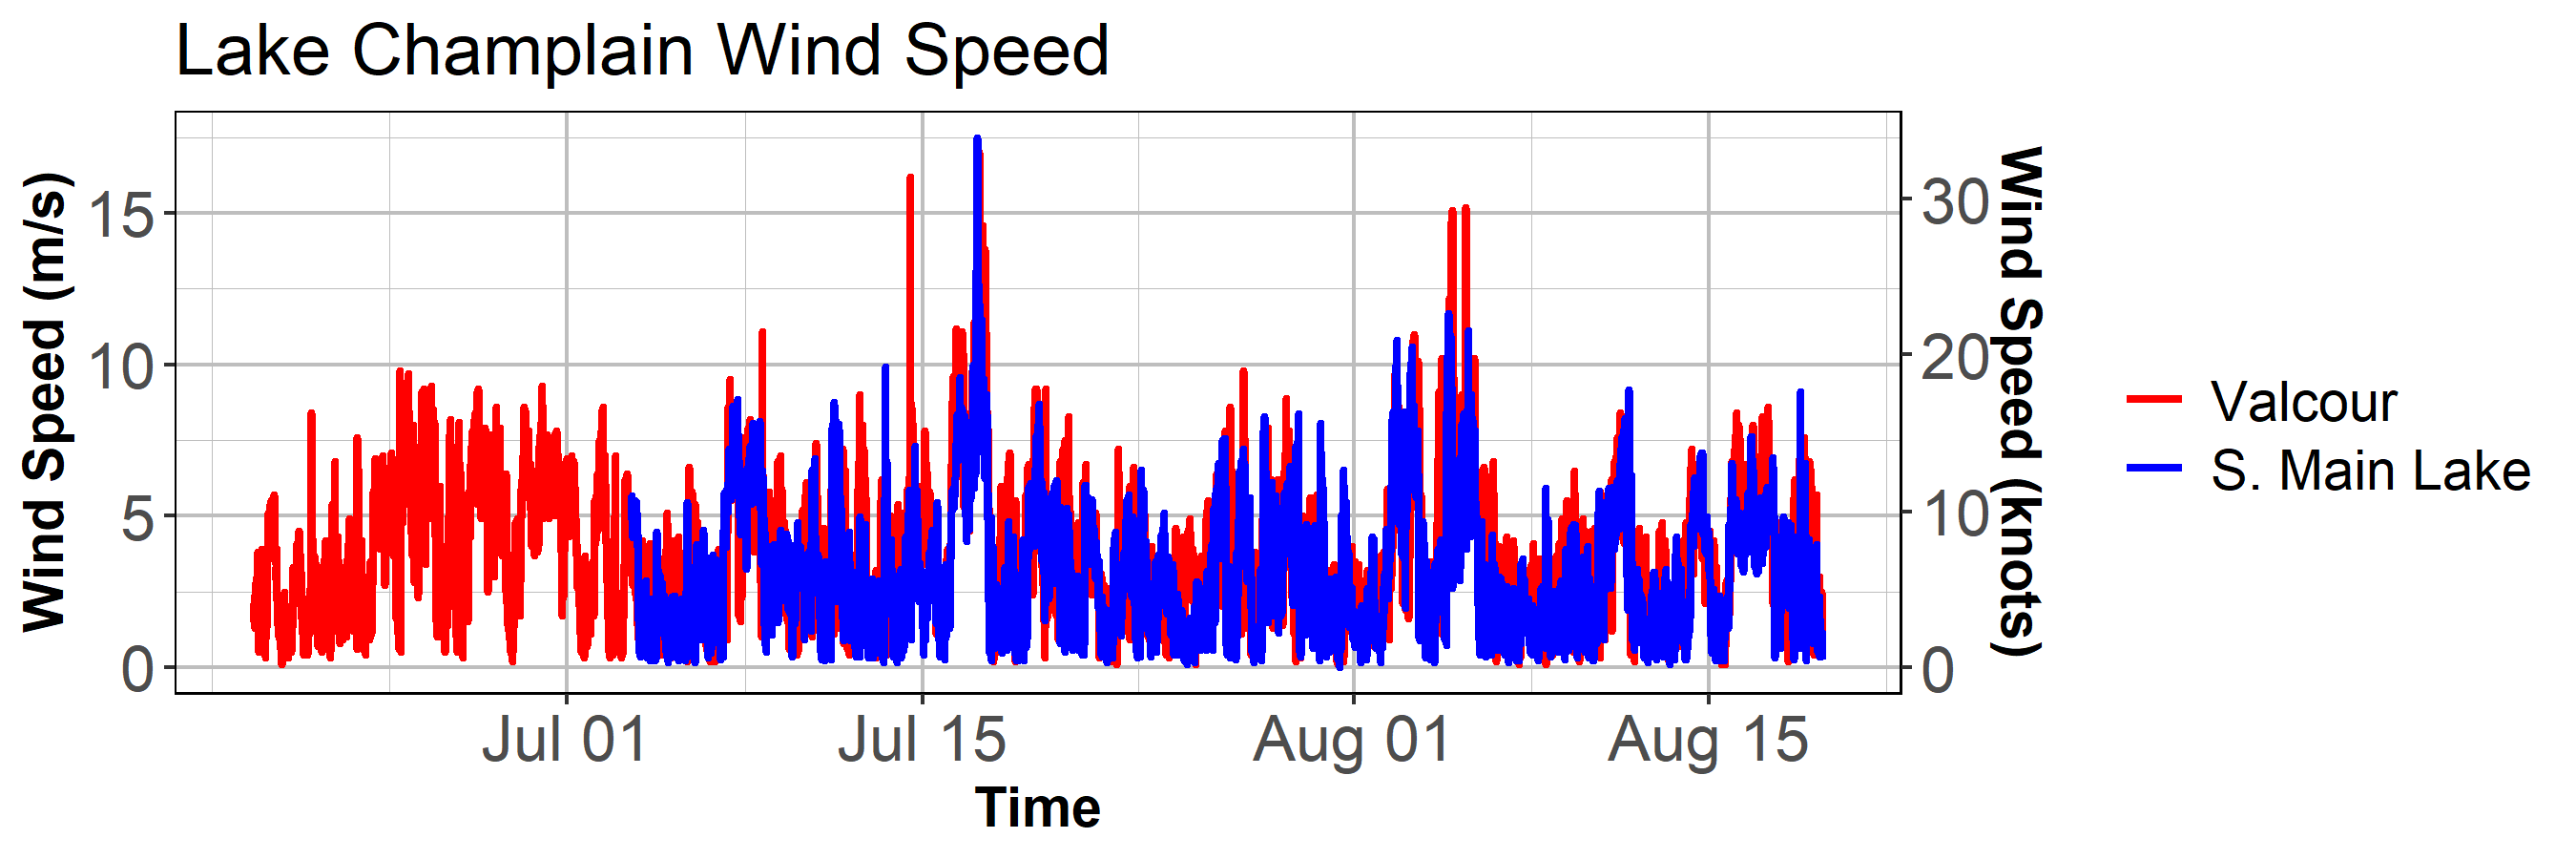 Lake Champlain Wind Speed
Wind Speed (m/s)
15
10
5
0
30
20
10
0
Wind Speed (knots)
Jul 01
Jul 15
Aug 01
Aug 15
Time
Valcour
S. Main Lake